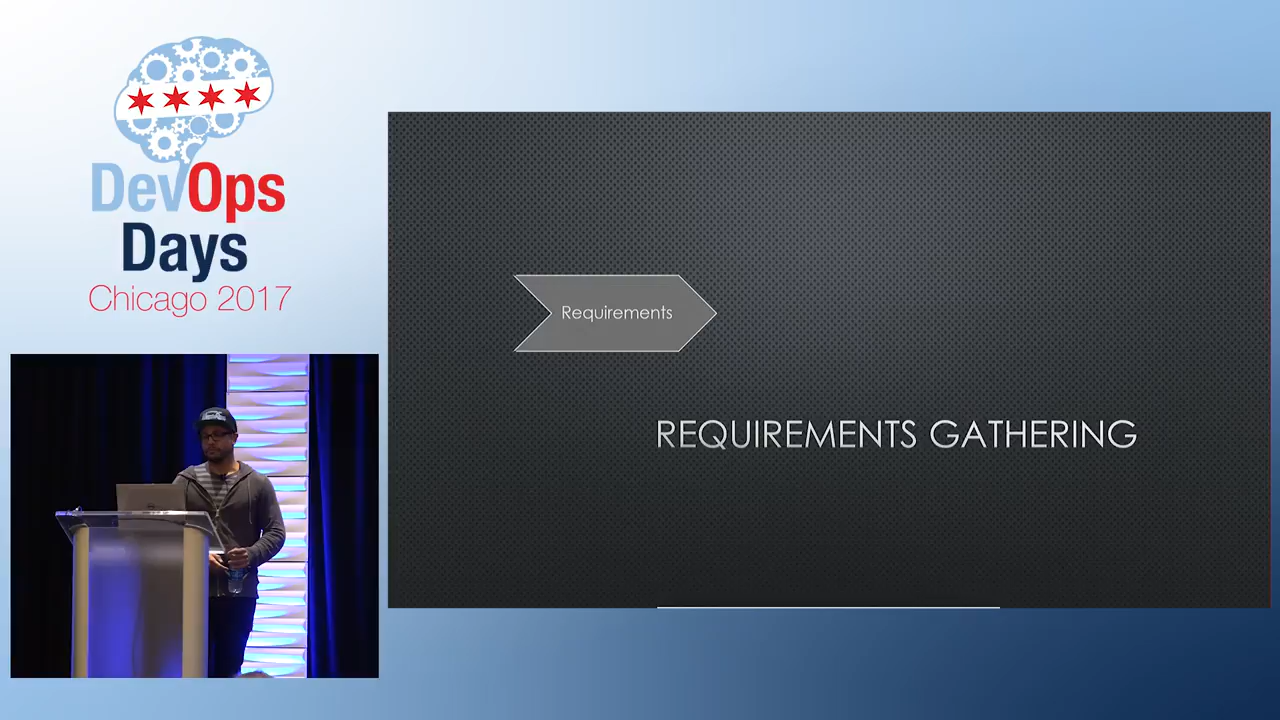 DevOps
Days
Chicago 2017
Requirements
REQUIREMENTS GATHERING